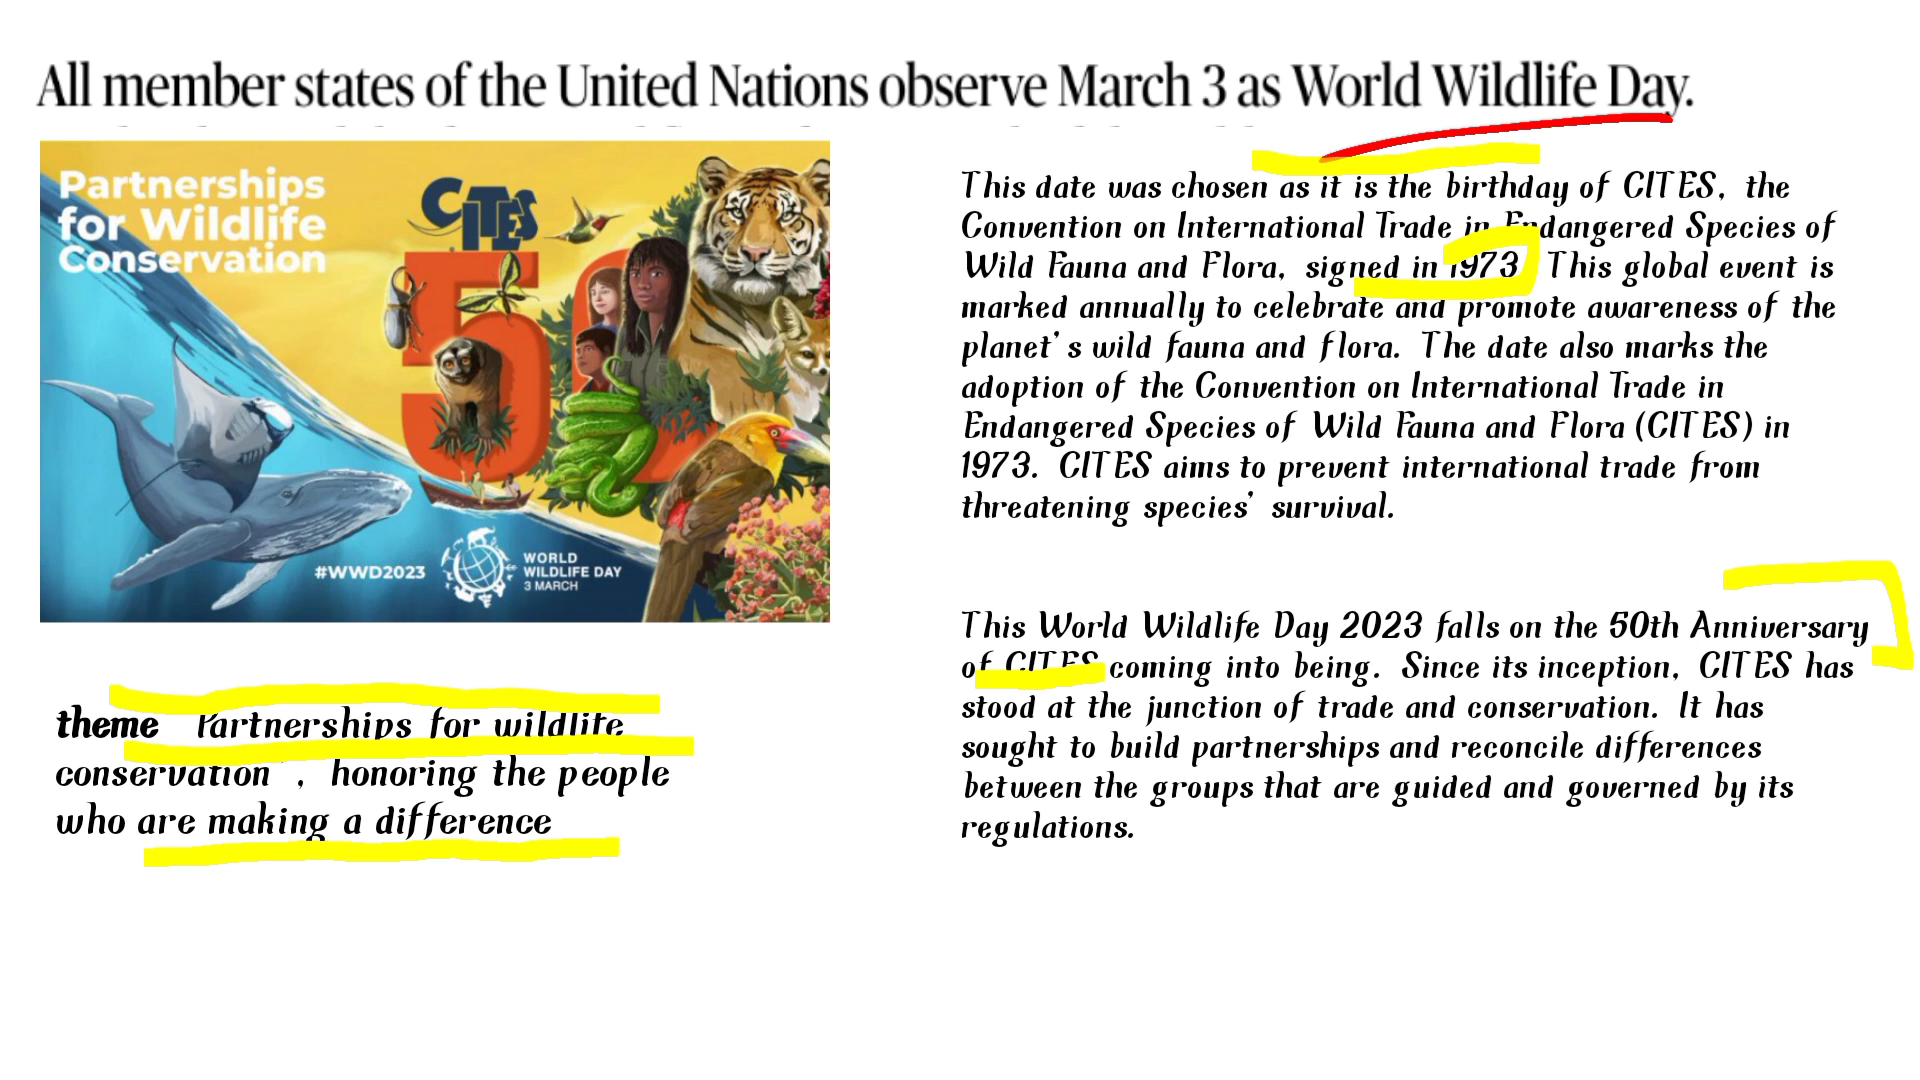 All member states of the United Nations observe March 3 as World Wildlife Day.
Partnerships
for Wildlife
Conservation
CITES
50
#WWD2023
WORLD
WILDLIFE DAY
3 MARCH
theme Partnerships for wildlife
conservation , honoring the people
who are making a difference
This date was chosen as it is the birthday of CITES, the
Convention on International Trade in Endangered Species of
Wild Fauna and Flora, signed in 1973 This global event is
marked annually to celebrate and promote awareness of the
planet's wild fauna and flora. The date also marks the
adoption of the Convention on International Trade in
Endangered Species of Wild Fauna and Flora (CITES) in
1973. CITES aims to prevent international trade from
threatening species' survival.
This World Wildlife Day 2023 falls on the 50th Anniversary
of CITES coming into being. Since its inception, CITES has
stood at the junction of trade and conservation. It has
sought to build partnerships and reconcile differences
between the groups that are guided and governed by its
regulations.